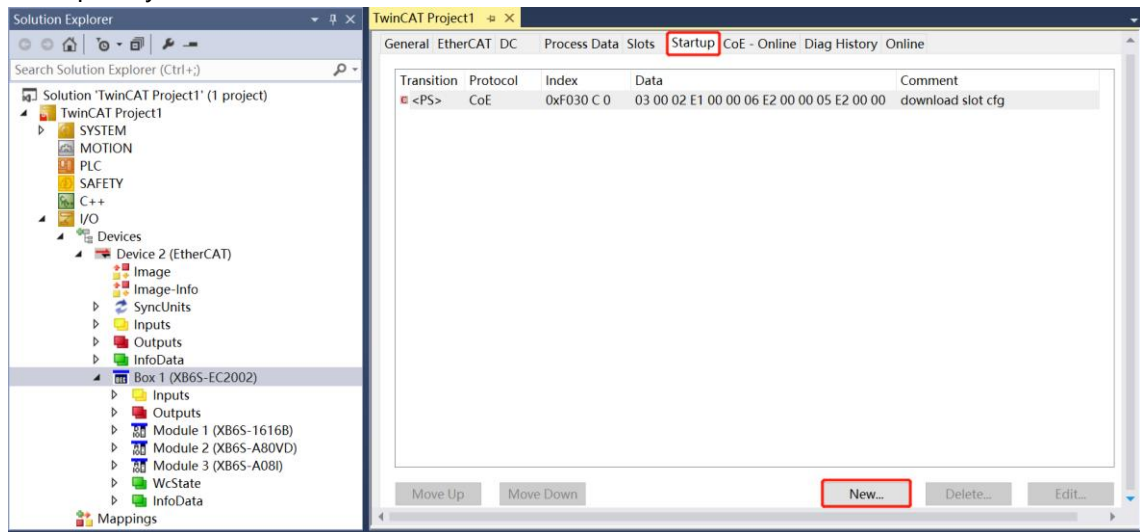 Solution Explorer
Search Solution Explorer (Ctrl+;)
Solution 'TwinCAT Project1' (1 project)
TwinCAT Project1
SYSTEM
MOTION
PLC
SAFETY
C++
I/O
Devices
Device 2 (EtherCAT)
Image
Image-Info
SyncUnits
Inputs
Outputs
InfoData
Box 1 (XB6S-EC2002)
Inputs
Outputs
Module 1 (XB6S-1616B)
Module 2 (XB6S-A80VD)
Module 3 (XB6S-A08I)
WcState
InfoData
Mappings
TwinCAT Project1
General EtherCAT DC Process Data Slots Startup CoE - Online Diag History Online
Transition Protocol Index Data Comment
<PS> CoE 0xF030 C 0 03 00 02 E1 00 00 06 E2 00 00 05 E2 00 00 download slot cfg
Move Up Move Down New... Delete... Edit...